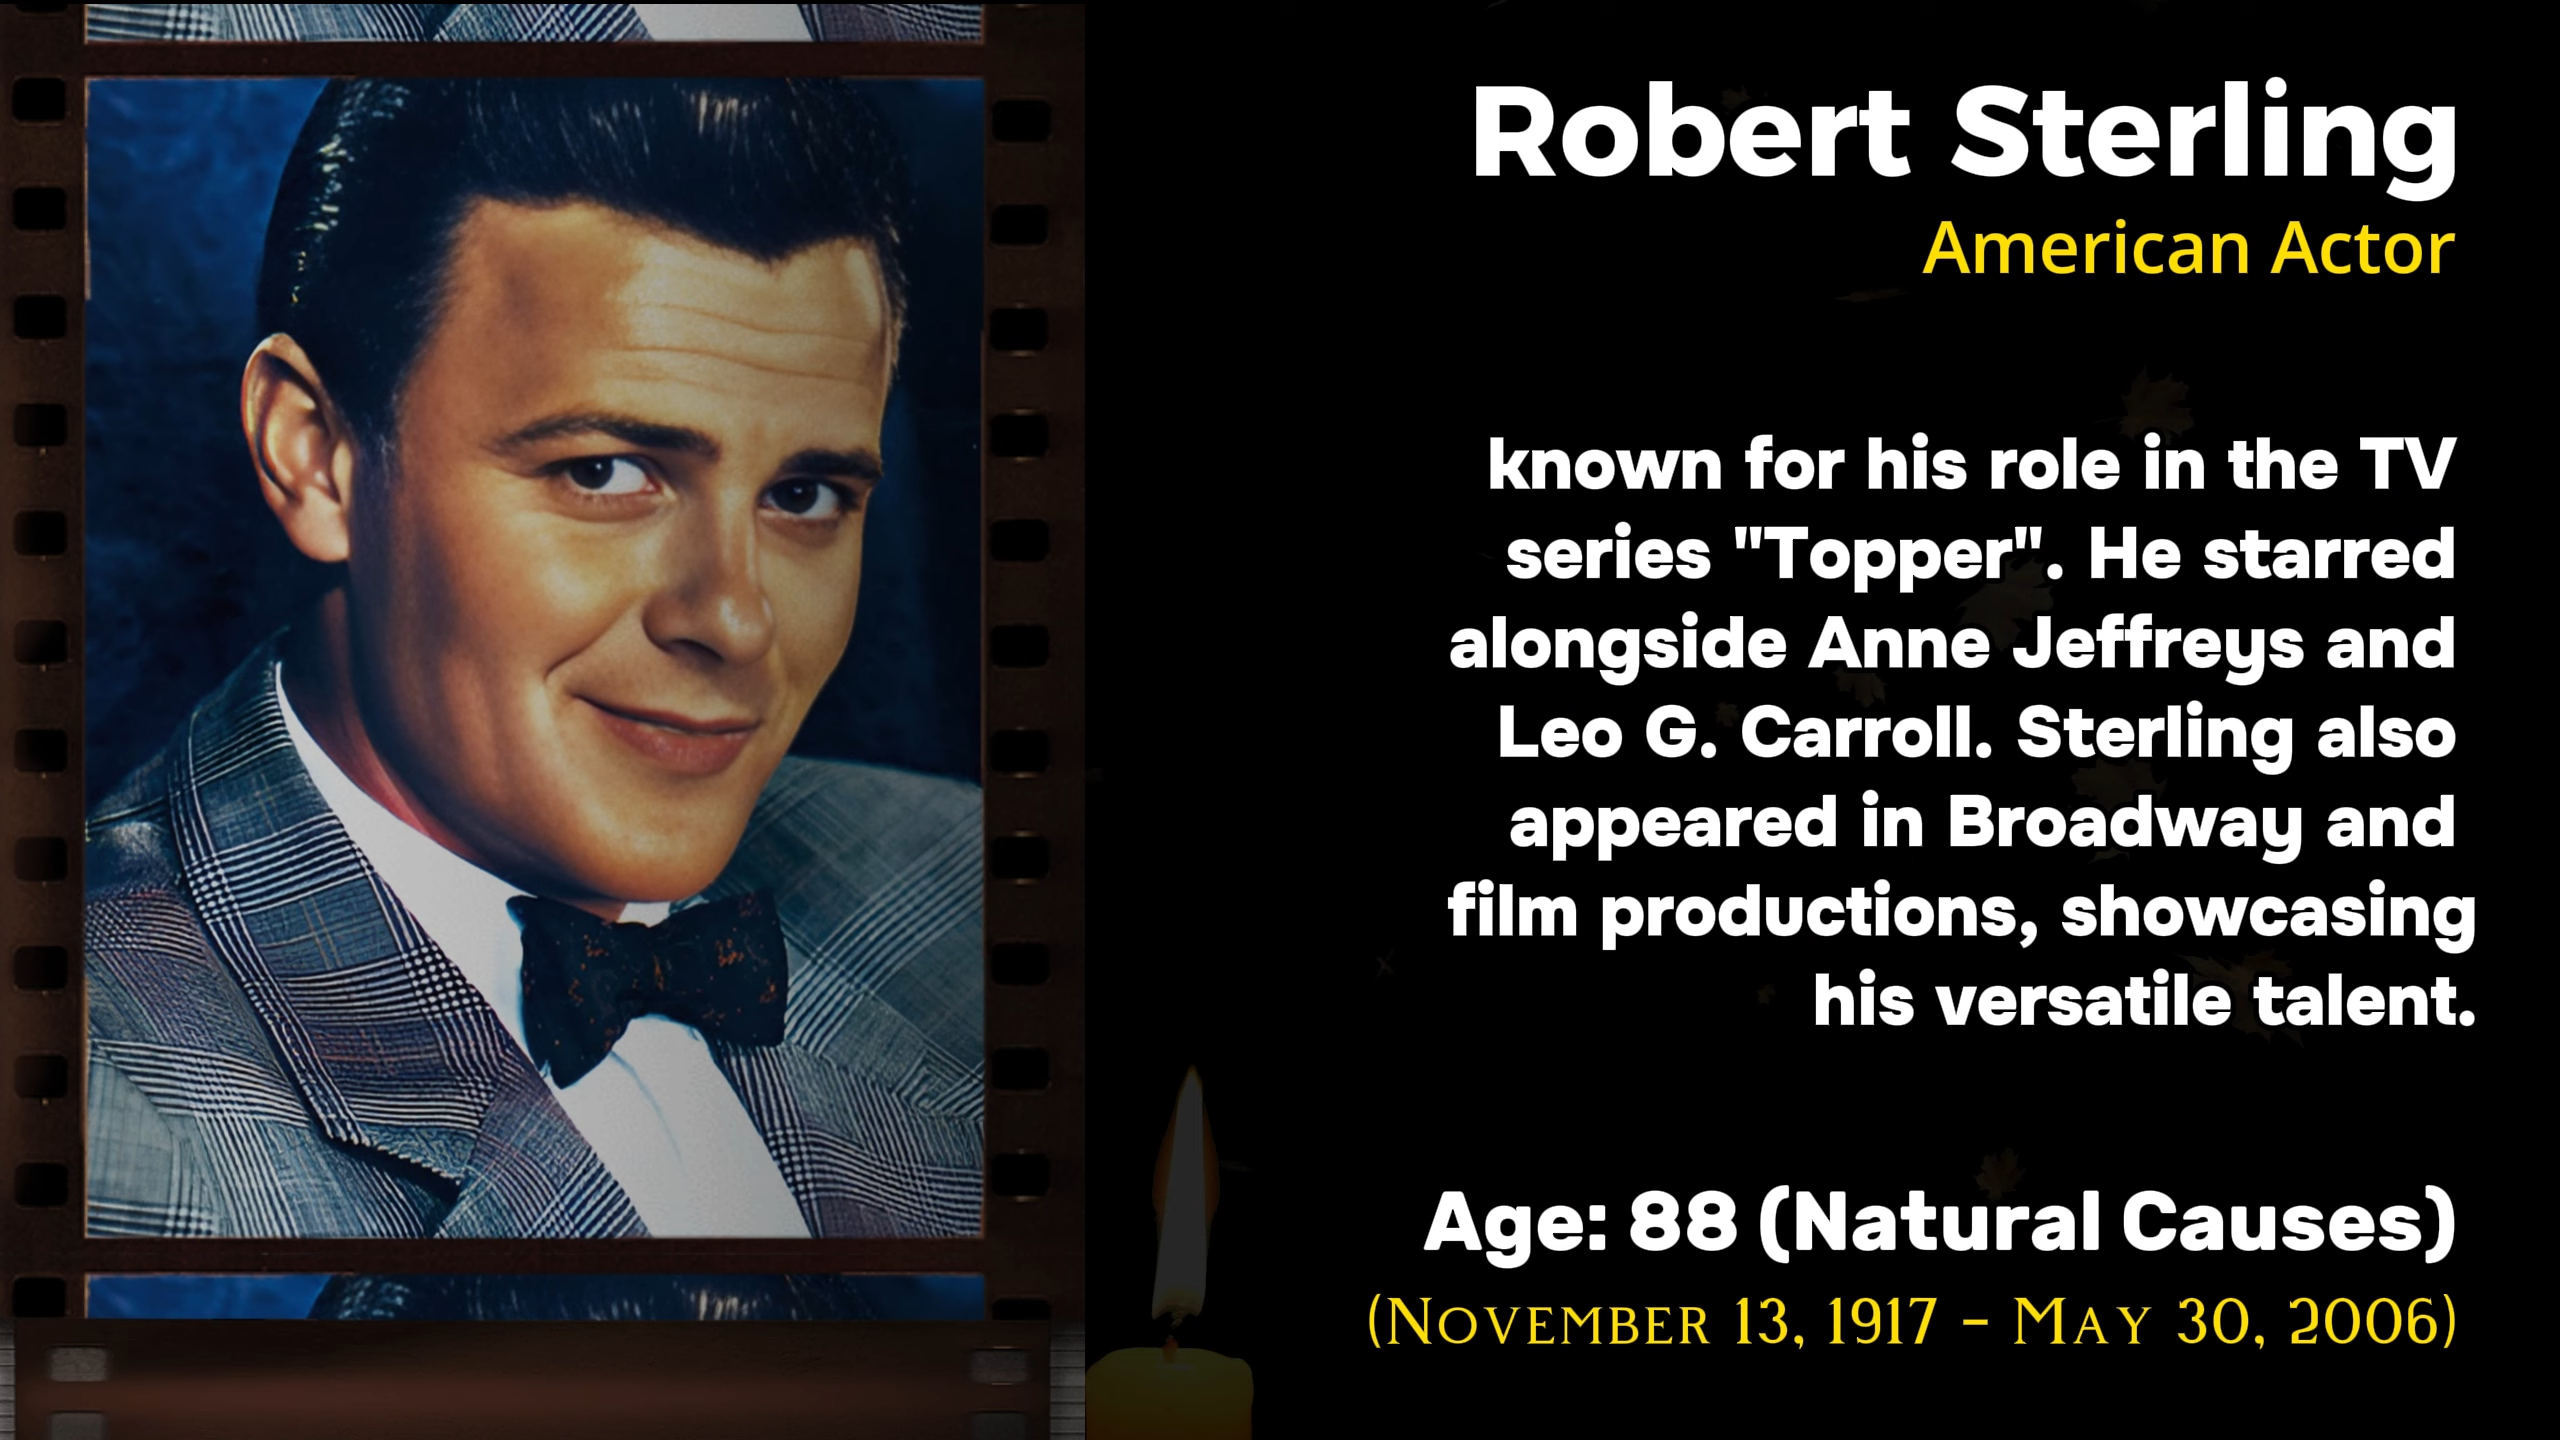 Robert Sterling
American Actor
known for his role in the TV
series "Topper". He starred
alongside Anne Jeffreys and
Leo G. Carroll. Sterling also
appeared in Broadway and
film productions, showcasing
his versatile talent.
Age: 88 (Natural Causes)
(November 13, 1917 - May 30, 2006)